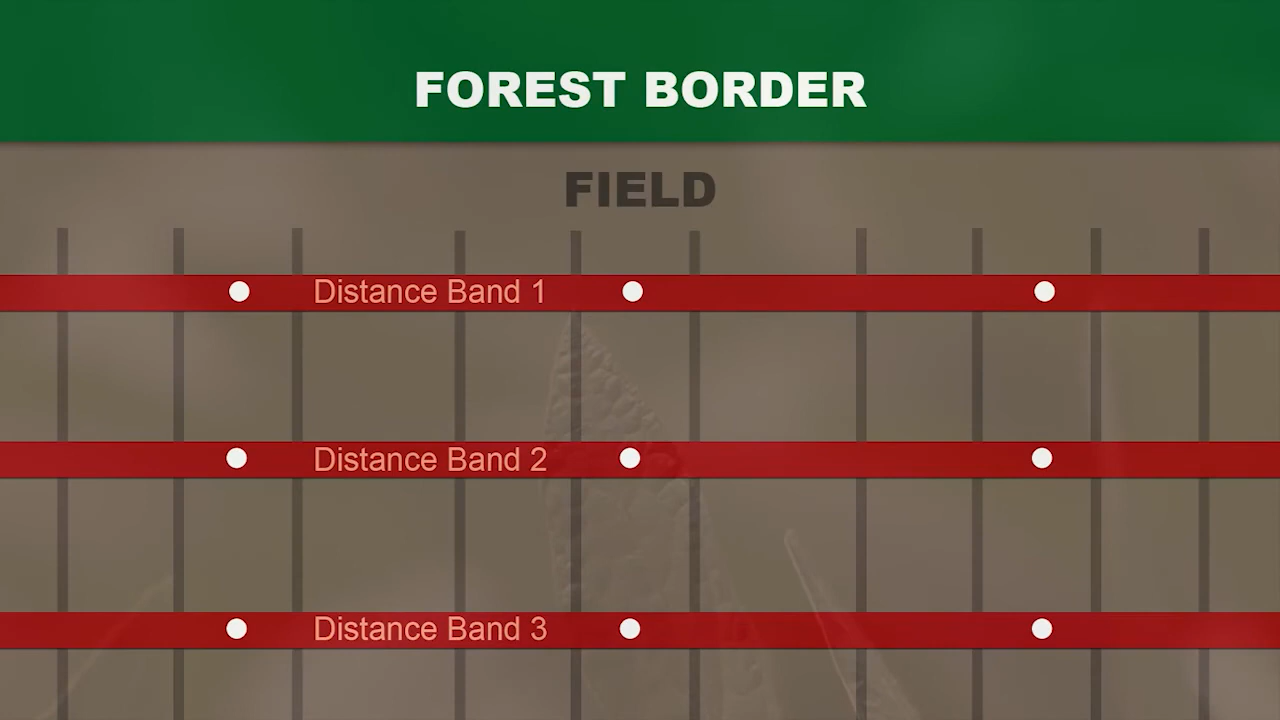 FOREST BORDER
FIELD
Distance Band 1
Distance Band 2
Distance Band 3